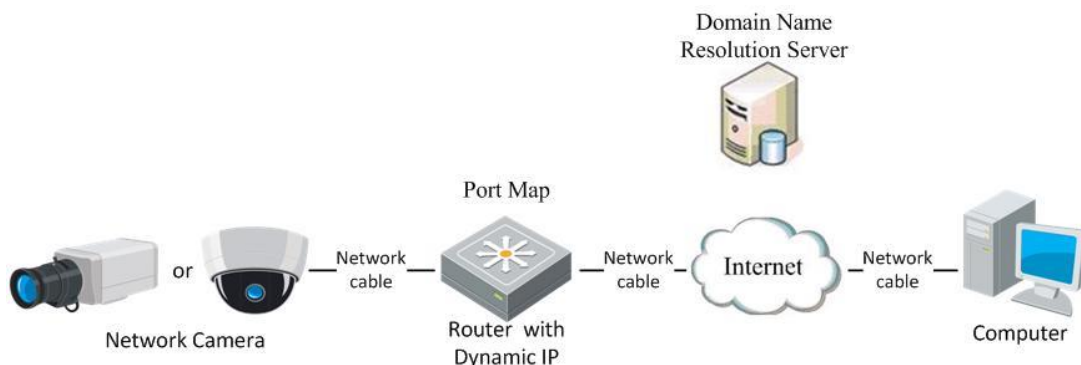 Domain Name
Resolution Server
Port Map
or
Network
cable
Network
cable
Internet
Network
cable
Network Camera
Router with
Dynamic IP
Computer